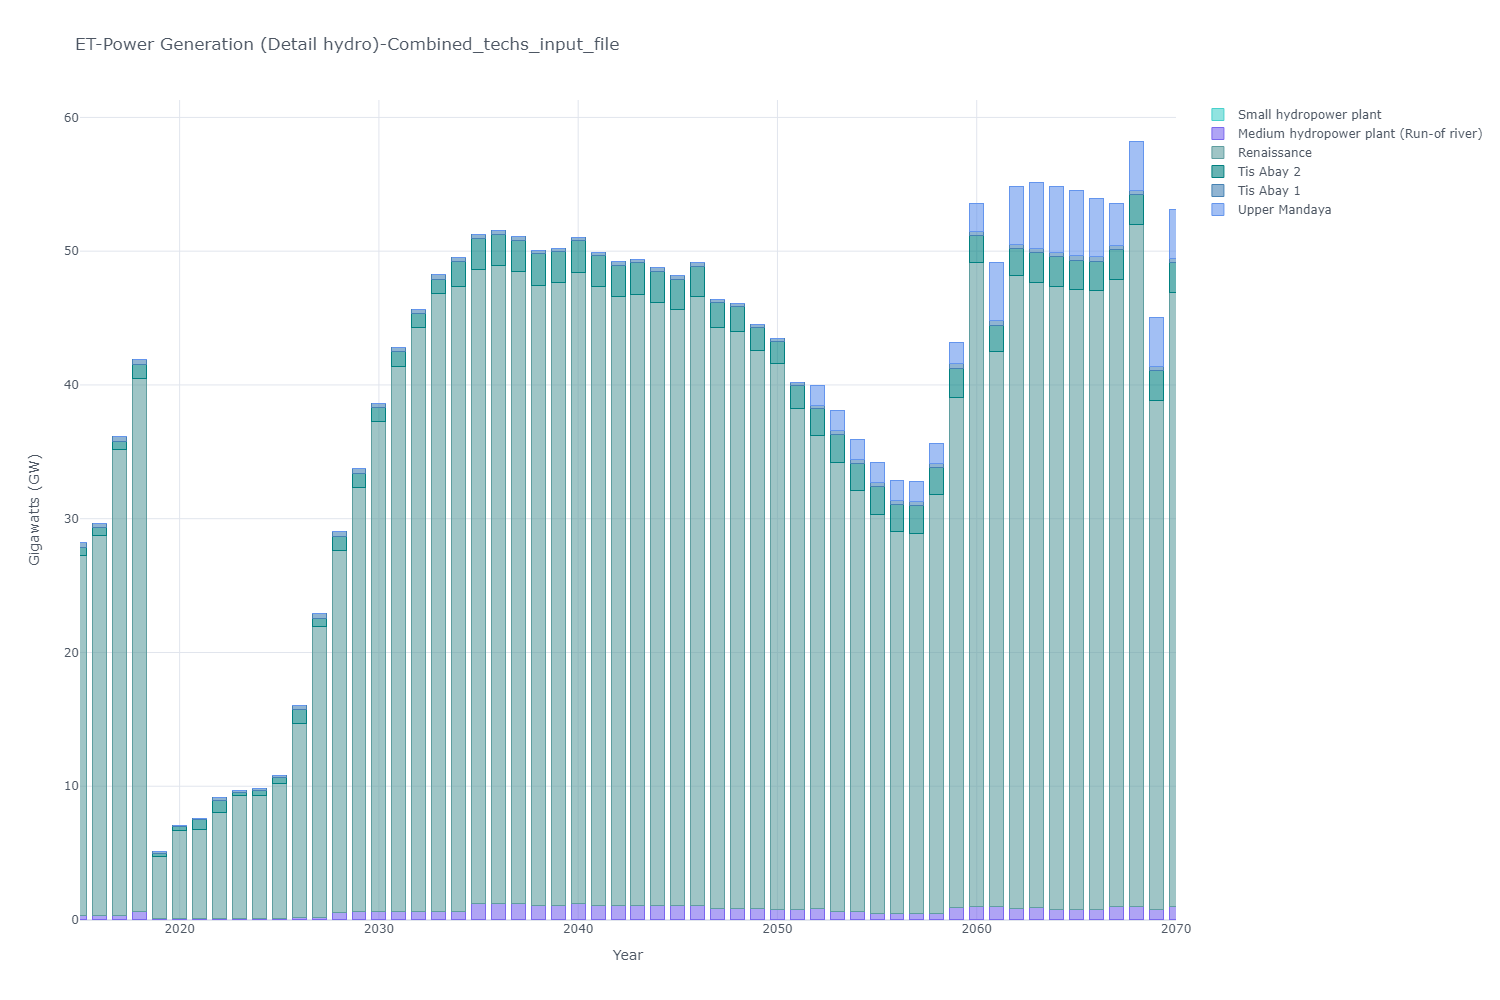 ET-Power Generation (Detail hydro)-Combined_techs_input_file
60
50
40
30
20
10
0
Gigawatts (GW)
2020
2030
2040
2050
2060
2070
Year
Small hydropower plant
Medium hydropower plant (Run-of river)
Renaissance
Tis Abay 2
Tis Abay 1
Upper Mandaya